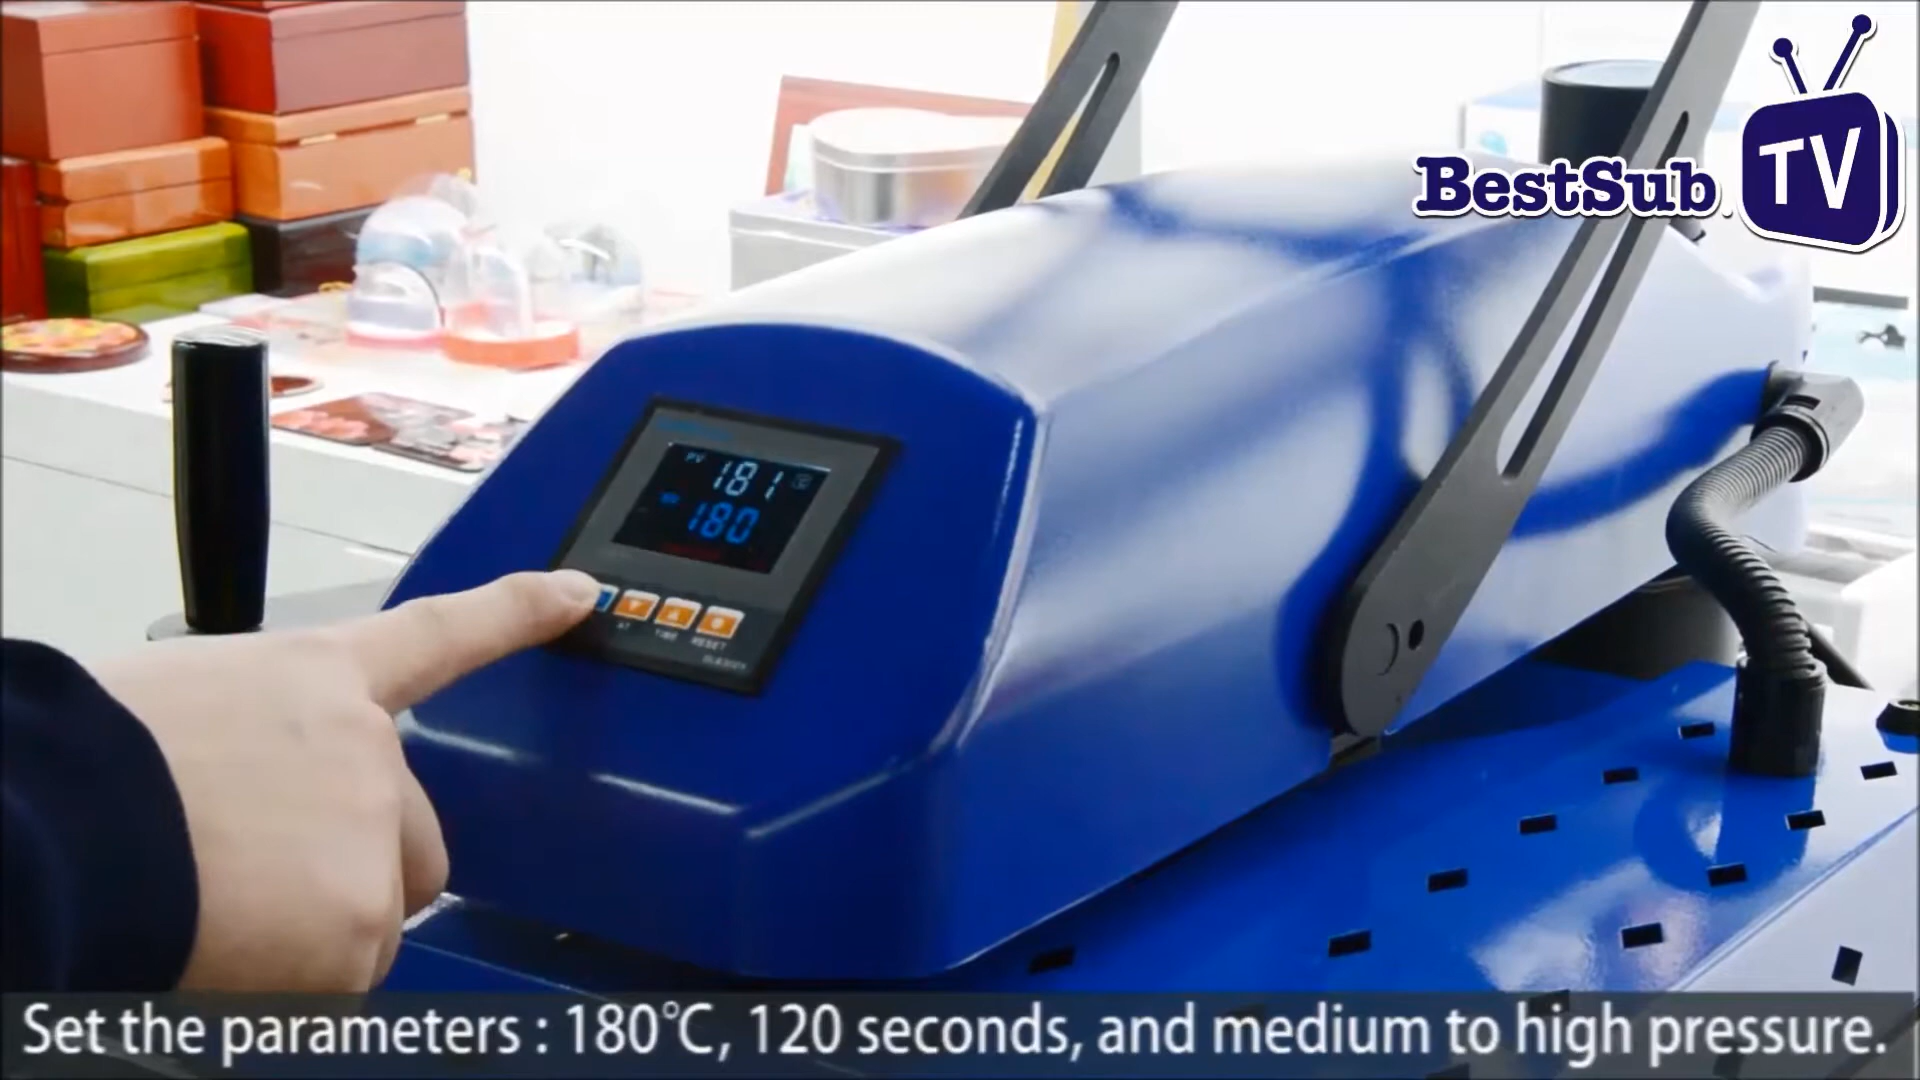 TV
BestSub
PV 181
180
AT TIME RESET
Set the parameters : 180℃, 120 seconds, and medium to high pressure.